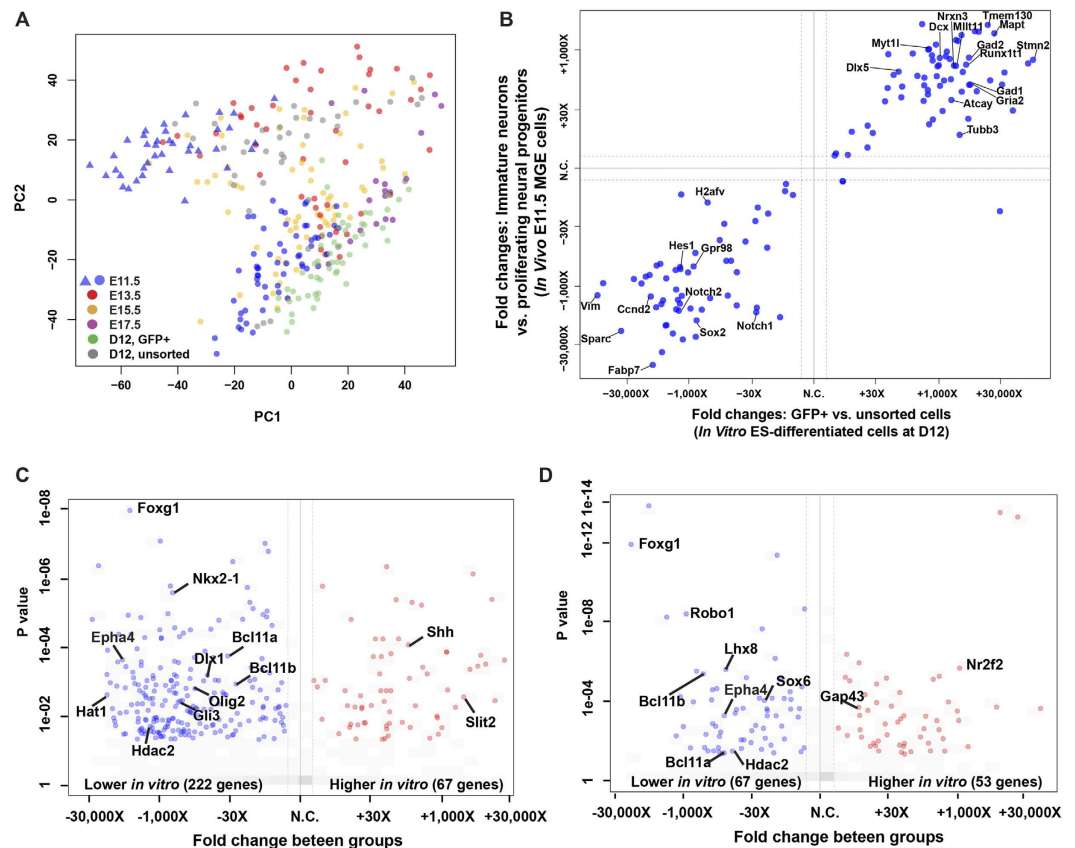 A
PC2
40
20
0
−20
−40
E11.5
E13.5
E15.5
E17.5
D12, GFP+
D12, unsorted
−60
−40
−20
0
20
40
PC1
B
Fold changes: Immature neurons
vs. proliferating neural progenitors
(In Vivo E11.5 MGE cells)
+1,000X
+30X
N.C.
−30X
−1,000X
−30,000X
Nrxn3
Tmem130
Dcx
Mllt11
Mapt
Myt1l
Gad2
Stmn2
Runx1t1
Dlx5
Gad1
Atcay
Gria2
Tubb3
H2afv
Hes1
Gpr98
Notch2
Vim
Ccnd2
Notch1
Sparc
Sox2
Fabp7
−30,000X
−1,000X
−30X
N.C.
+30X
+1,000X
+30,000X
Fold changes: GFP+ vs. unsorted cells
(In Vitro ES-differentiated cells at D12)
C
P value
1e-08
1e-06
1e-04
1e-02
1
Foxg1
Nkx2-1
Epha4
Bcl11a
Shh
Dlx1
Bcl11b
Hat1
Olig2
Gli3
Slit2
Hdac2
Lower in vitro (222 genes)
Higher in vitro (67 genes)
-30,000X
-1,000X
-30X
N.C.
+30X
+1,000X
+30,000X
Fold change beteen groups
D
P value
1e-14
1e-12
1e-08
1e-04
1
Foxg1
Robo1
Lhx8
Nr2f2
Sox6
Epha4
Gap43
Bcl11b
Bcl11a
Hdac2
Lower in vitro (67 genes)
Higher in vitro (53 genes)
-30,000X
-1,000X
-30X
N.C.
+30X
+1,000X
+30,000X
Fold change beteen groups